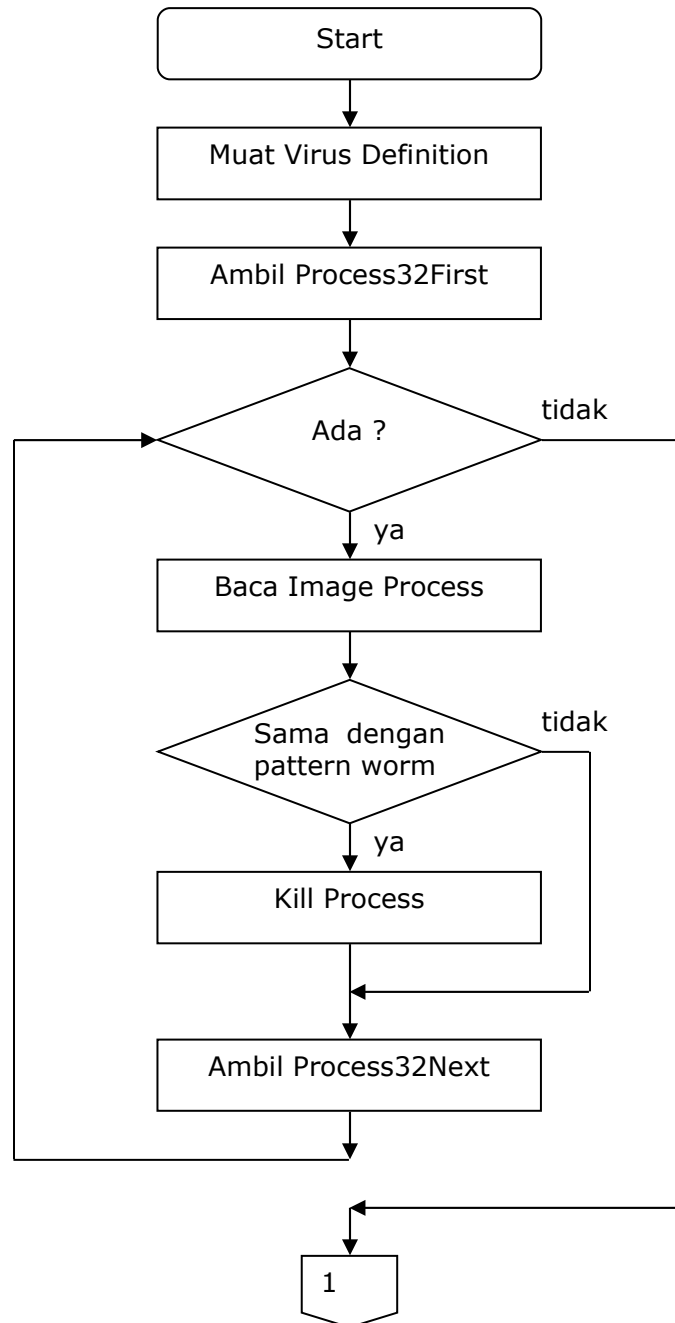 Start
Muat Virus Definition
Ambil Process32First
Ada ?
tidak
ya
Baca Image Process
Sama dengan
pattern worm
tidak
ya
Kill Process
Ambil Process32Next
1